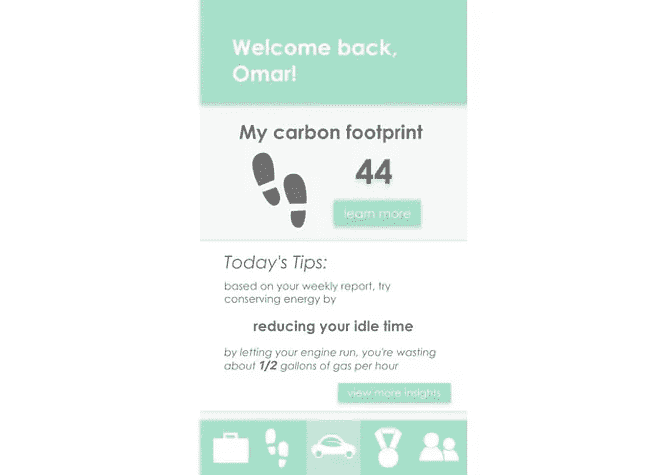 Welcome back,
Omar!
My carbon footprint
44
learn more
Today's Tips:
based on your weekly report, try
conserving energy by
reducing your idle time
by letting your engine run, you're wasting
about 1/2 gallons of gas per hour
view more insights